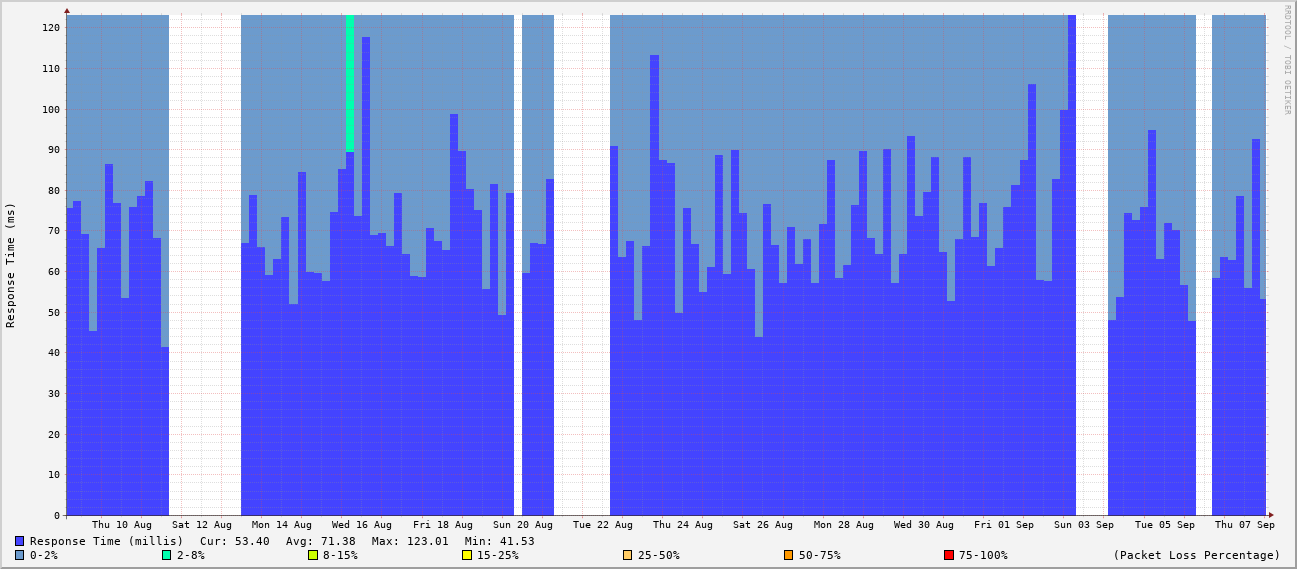 RRDTOOL / TOBI OETIKER
Response Time (ms)
120
110
100
90
80
70
60
50
40
30
20
10
0
Thu 10 Aug Sat 12 Aug Mon 14 Aug Wed 16 Aug Fri 18 Aug Sun 20 Aug Tue 22 Aug Thu 24 Aug Sat 26 Aug Mon 28 Aug Wed 30 Aug Fri 01 Sep Sun 03 Sep Tue 05 Sep Thu 07 Sep
Response Time (millis) Cur: 53.40 Avg: 71.38 Max: 123.01 Min: 41.53
0-2% 2-8% 8-15% 15-25% 25-50% 50-75% 75-100% (Packet Loss Percentage)